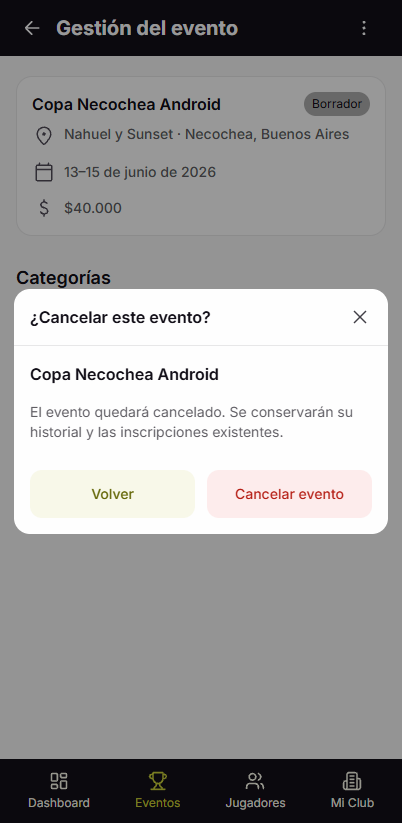 Gestión del evento
Copa Necochea Android
Borrador
Nahuel y Sunset · Necochea, Buenos Aires
13–15 de junio de 2026
$40.000
Categorías
¿Cancelar este evento?
Copa Necochea Android
El evento quedará cancelado. Se conservarán su
historial y las inscripciones existentes.
Volver
Cancelar evento
Dashboard
Eventos
Jugadores
Mi Club